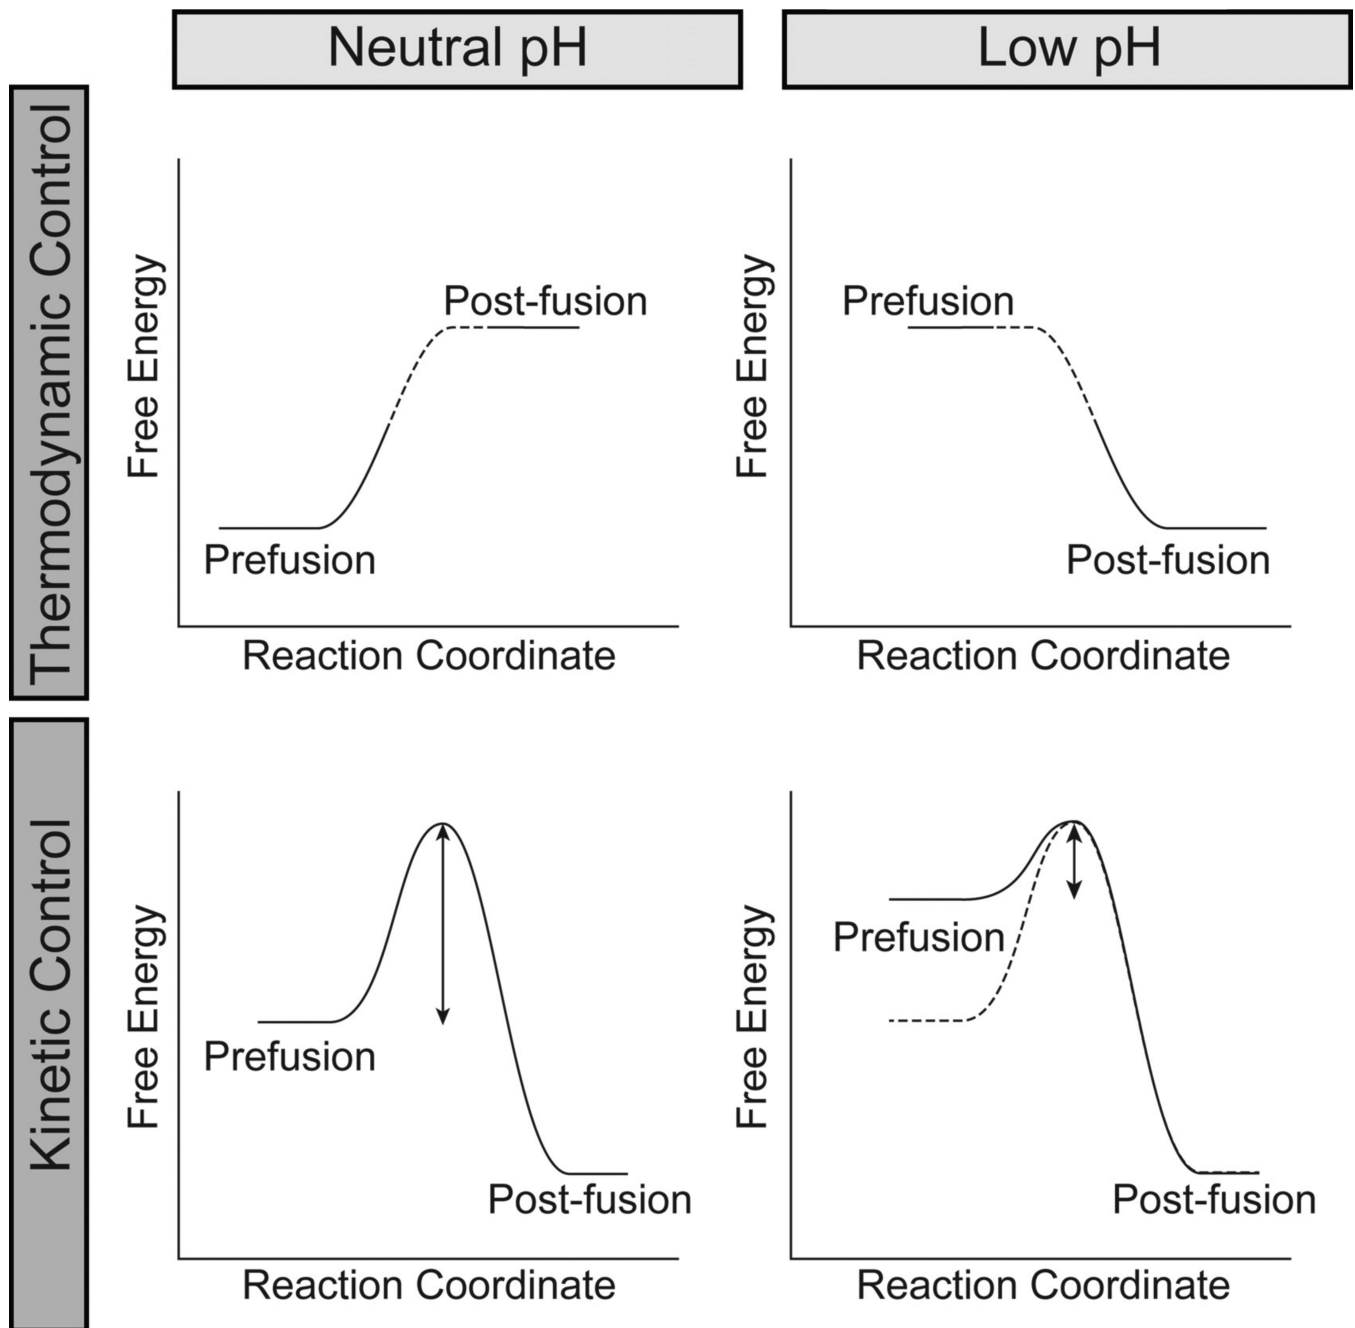 Neutral pH
Low pH
Thermodynamic Control
Free Energy
Post-fusion
Prefusion
Reaction Coordinate
Free Energy
Prefusion
Post-fusion
Reaction Coordinate
Kinetic Control
Free Energy
Prefusion
Post-fusion
Reaction Coordinate
Free Energy
Prefusion
Post-fusion
Reaction Coordinate